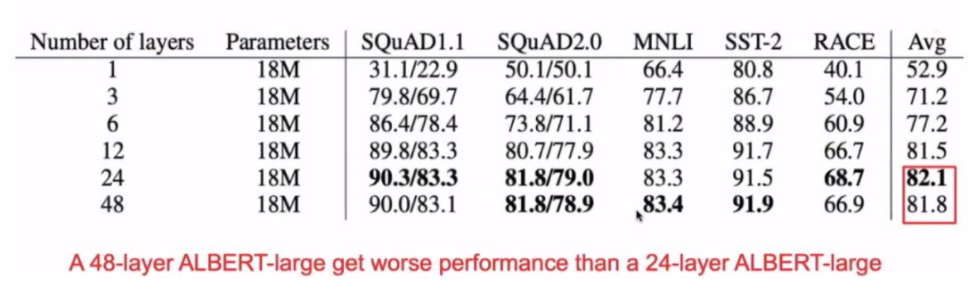 Number of layers Parameters SQuAD1.1 SQuAD2.0 MNLI SST-2 RACE Avg
1 18M 31.1/22.9 50.1/50.1 66.4 80.8 40.1 52.9
3 18M 79.8/69.7 64.4/61.7 77.7 86.7 54.0 71.2
6 18M 86.4/78.4 73.8/71.1 81.2 88.9 60.9 77.2
12 18M 89.8/83.3 80.7/77.9 83.3 91.7 66.7 81.5
24 18M 90.3/83.3 81.8/79.0 83.3 91.5 68.7 82.1
48 18M 90.0/83.1 81.8/78.9 83.4 91.9 66.9 81.8
A 48-layer ALBERT-large get worse performance than a 24-layer ALBERT-large